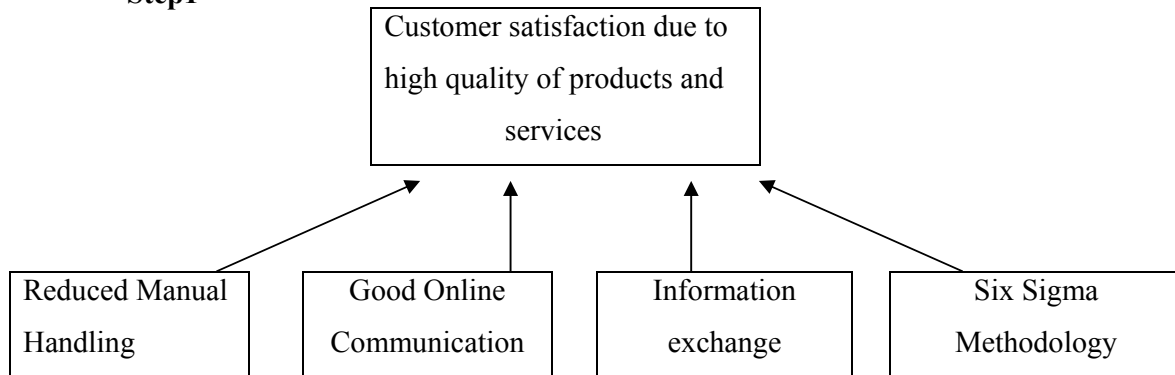 Step1
Customer satisfaction due to
high quality of products and
services
Reduced Manual
Handling
Good Online
Communication
Information
exchange
Six Sigma
Methodology